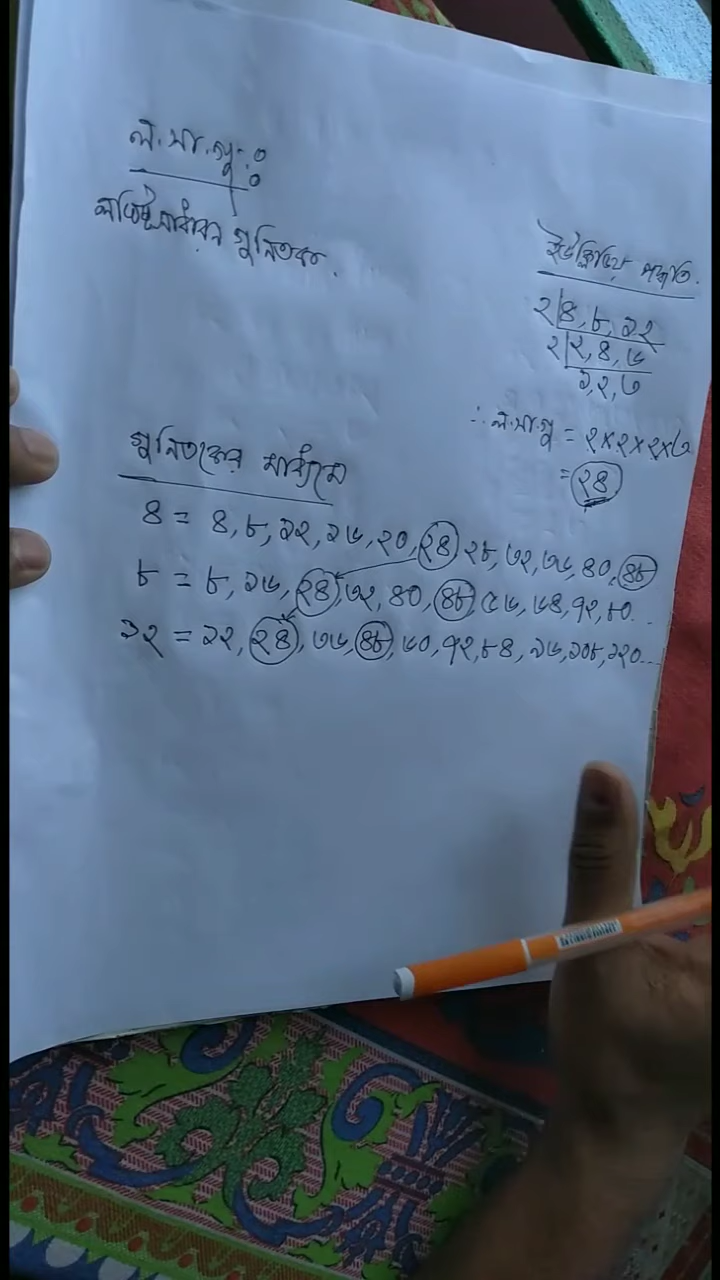 ল.সা.গু.ঃ
লঘিষ্ট সাধারন গুনিতক.
ইউক্লিডিয় পদ্ধতি.
২|৪, ৮, ১২
২|২, ৪, ৬
১, ২, ৩
∴ ল.সা.গু = ২×২×২×৩
= ২৪
গুনিতকের মাধ্যমে
৪ = ৪, ৮, ১২, ১৬, ২০, ২৪ ২৮, ৩২, ৩৬, ৪০, ৪৮
৮ = ৮, ১৬, ২৪, ৩২, ৪০, ৪৮, ৫৬, ৬৪, ৭২, ৮০...
১২ = ১২, ২৪, ৩৬, ৪৮, ৬০, ৭২, ৮৪, ৯৬, ১০৮, ১২০...